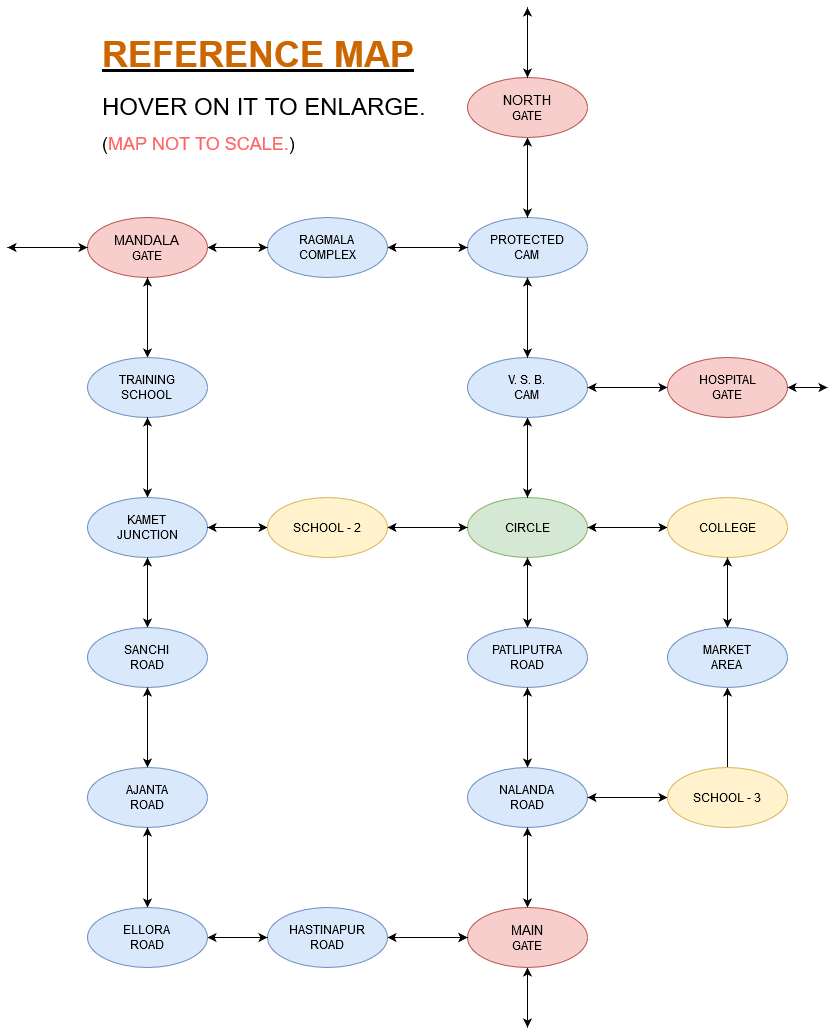 REFERENCE MAP
HOVER ON IT TO ENLARGE.
(MAP NOT TO SCALE.)
NORTH
GATE
MANDALA
GATE
RAGMALA
COMPLEX
PROTECTED
CAM
TRAINING
SCHOOL
V. S. B.
CAM
HOSPITAL
GATE
KAMET
JUNCTION
SCHOOL - 2
CIRCLE
COLLEGE
SANCHI
ROAD
PATLIPUTRA
ROAD
MARKET
AREA
AJANTA
ROAD
NALANDA
ROAD
SCHOOL - 3
ELLORA
ROAD
HASTINAPUR
ROAD
MAIN
GATE